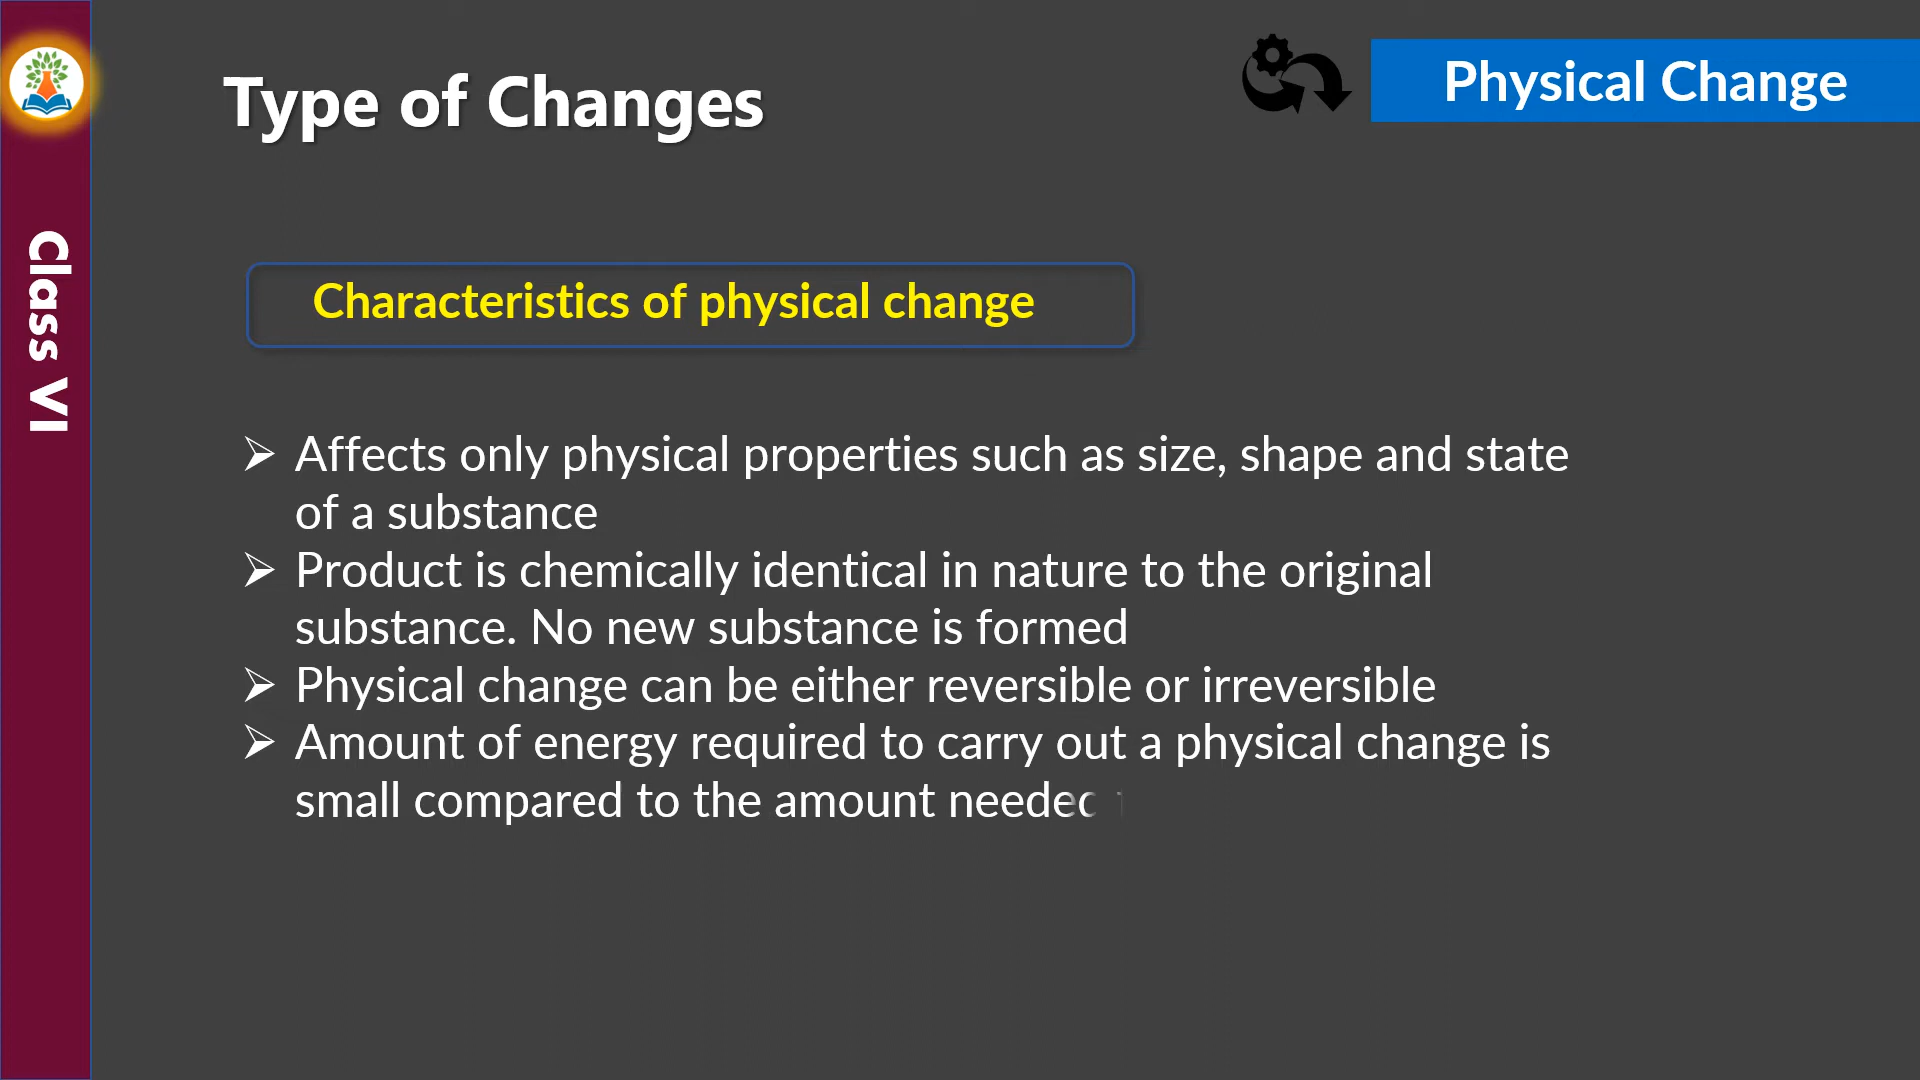 Type of Changes
Physical Change
Class VI
Characteristics of physical change
➢ Affects only physical properties such as size, shape and state
of a substance
➢ Product is chemically identical in nature to the original
substance. No new substance is formed
➢ Physical change can be either reversible or irreversible
➢ Amount of energy required to carry out a physical change is
small compared to the amount needed